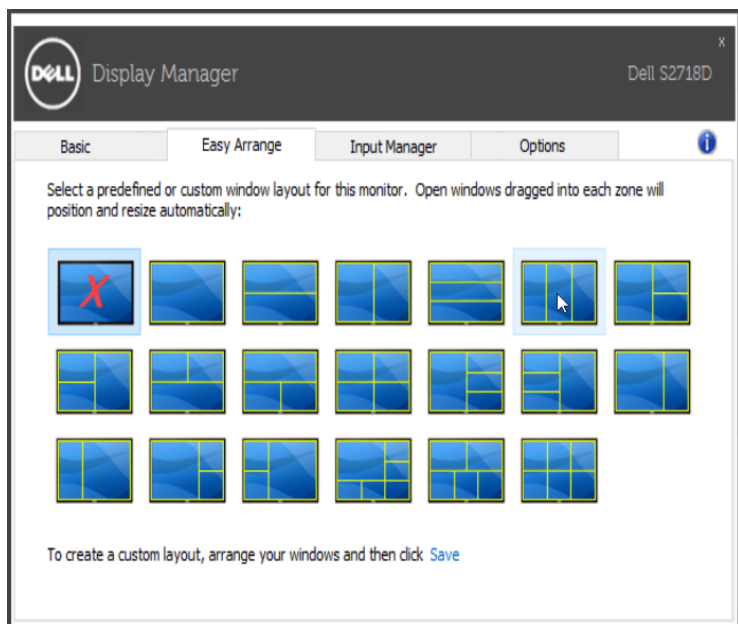 x
DELL
Display Manager
Dell S2718D
Basic
Easy Arrange
Input Manager
Options
i
Select a predefined or custom window layout for this monitor. Open windows dragged into each zone will
position and resize automatically:
X
To create a custom layout, arrange your windows and then click Save